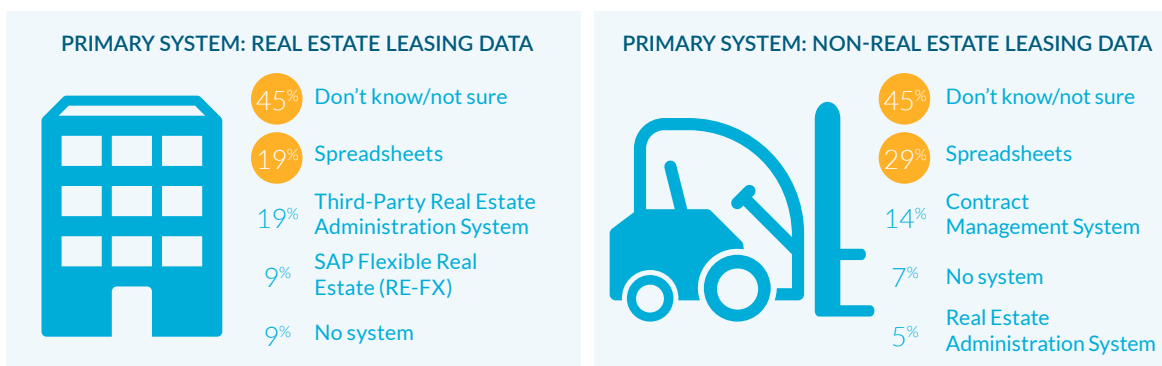 PRIMARY SYSTEM: REAL ESTATE LEASING DATA
45% Don't know/not sure
19% Spreadsheets
19% Third-Party Real Estate
Administration System
9% SAP Flexible Real
Estate (RE-FX)
9% No system
PRIMARY SYSTEM: NON-REAL ESTATE LEASING DATA
45% Don't know/not sure
29% Spreadsheets
14% Contract
Management System
7% No system
5% Real Estate
Administration System